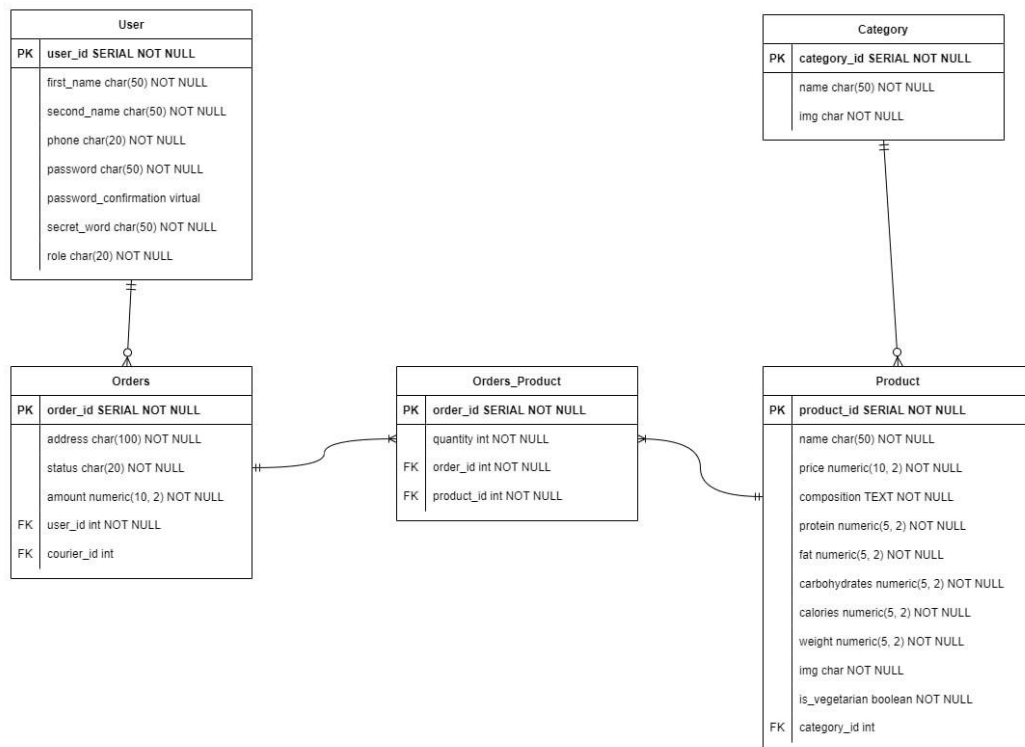 User
PK user_id SERIAL NOT NULL
first_name char(50) NOT NULL
second_name char(50) NOT NULL
phone char(20) NOT NULL
password char(50) NOT NULL
password_confirmation virtual
secret_word char(50) NOT NULL
role char(20) NOT NULL
Category
PK category_id SERIAL NOT NULL
name char(50) NOT NULL
img char NOT NULL
Orders
PK order_id SERIAL NOT NULL
address char(100) NOT NULL
status char(20) NOT NULL
amount numeric(10, 2) NOT NULL
FK user_id int NOT NULL
FK courier_id int
Orders_Product
PK order_id SERIAL NOT NULL
quantity int NOT NULL
FK order_id int NOT NULL
FK product_id int NOT NULL
Product
PK product_id SERIAL NOT NULL
name char(50) NOT NULL
price numeric(10, 2) NOT NULL
composition TEXT NOT NULL
protein numeric(5, 2) NOT NULL
fat numeric(5, 2) NOT NULL
carbohydrates numeric(5, 2) NOT NULL
calories numeric(5, 2) NOT NULL
weight numeric(5, 2) NOT NULL
img char NOT NULL
is_vegetarian boolean NOT NULL
FK category_id int